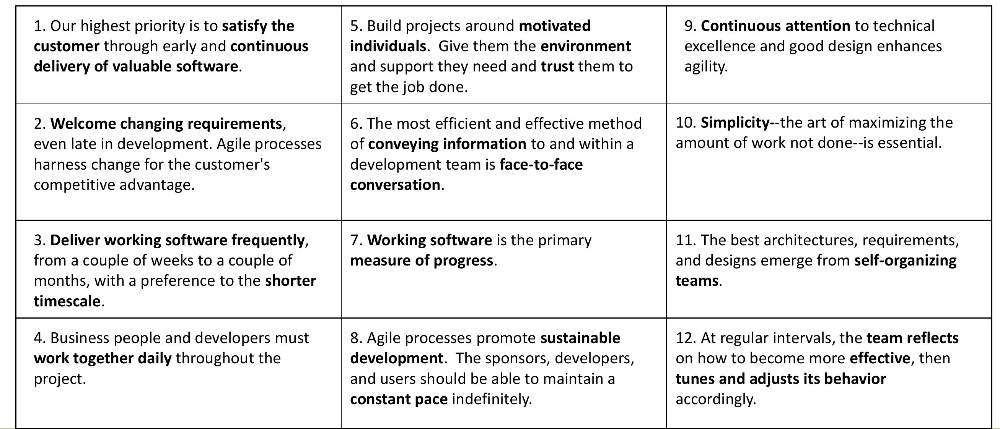 1. Our highest priority is to satisfy the
customer through early and continuous
delivery of valuable software.
2. Welcome changing requirements,
even late in development. Agile processes
harness change for the customer's
competitive advantage.
3. Deliver working software frequently,
from a couple of weeks to a couple of
months, with a preference to the shorter
timescale.
4. Business people and developers must
work together daily throughout the
project.
5. Build projects around motivated
individuals.  Give them the environment
and support they need and trust them to
get the job done.
6. The most efficient and effective method
of conveying information to and within a
development team is face-to-face
conversation.
7. Working software is the primary
measure of progress.
8. Agile processes promote sustainable
development.  The sponsors, developers,
and users should be able to maintain a
constant pace indefinitely.
9. Continuous attention to technical
excellence and good design enhances
agility.
10. Simplicity--the art of maximizing the
amount of work not done--is essential.
11. The best architectures, requirements,
and designs emerge from self-organizing
teams.
12. At regular intervals, the team reflects
on how to become more effective, then
tunes and adjusts its behavior
accordingly.